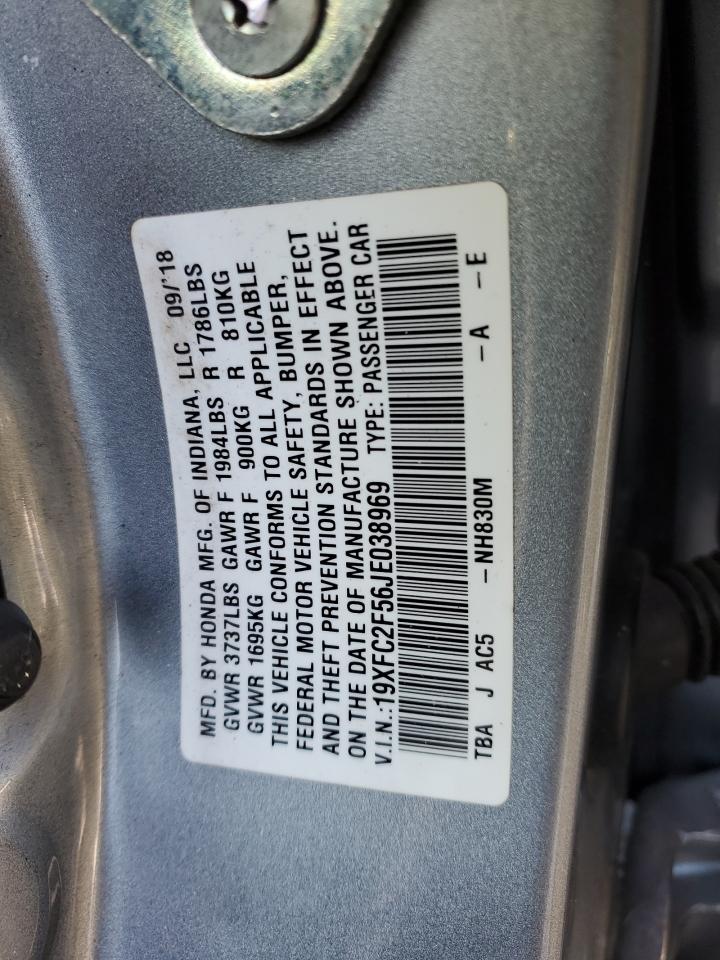 MFD. BY HONDA MFG. OF INDIANA, LLC 09/'18
GVWR 3737LBS GAWR F 1984LBS R 1786LBS
GVWR 1695KG GAWR F 900KG R 810KG
THIS VEHICLE CONFORMS TO ALL APPLICABLE
FEDERAL MOTOR VEHICLE SAFETY, BUMPER,
AND THEFT PREVENTION STANDARDS IN EFFECT
ON THE DATE OF MANUFACTURE SHOWN ABOVE.
V.I.N.:19XFC2F56JE038969 TYPE: PASSENGER CAR
TBA J AC5 -NH830M -A -E